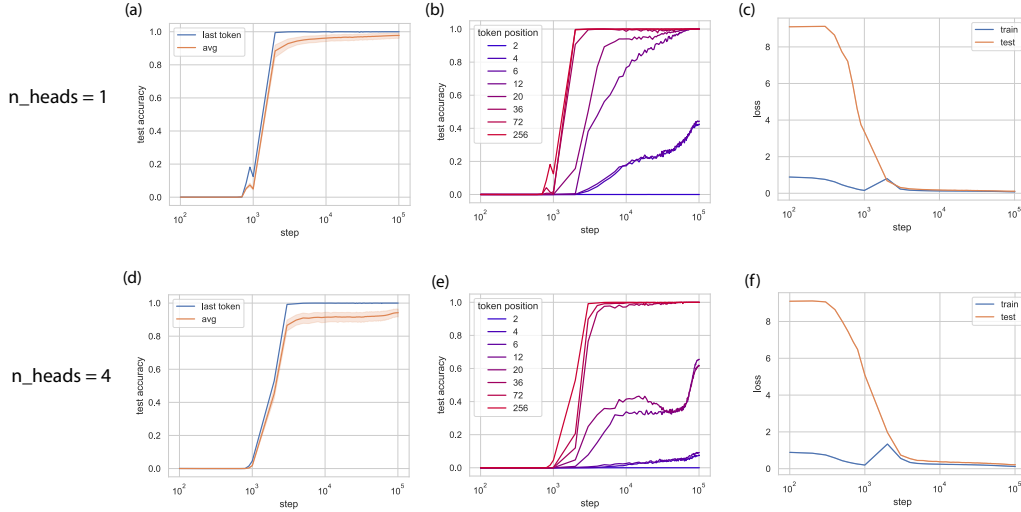 (a)
(b)
(c)
n_heads = 1
test accuracy
1.0
0.8
0.6
0.4
0.2
0.0
last token
avg
10²
10³
10⁴
10⁵
step
test accuracy
1.0
0.8
0.6
0.4
0.2
0.0
token position
2
4
6
12
20
36
72
256
10²
10³
10⁴
10⁵
step
loss
8
6
4
2
0
train
test
10²
10³
10⁴
10⁵
step
(d)
(e)
(f)
n_heads = 4
test accuracy
1.0
0.8
0.6
0.4
0.2
0.0
last token
avg
10²
10³
10⁴
10⁵
step
test accuracy
1.0
0.8
0.6
0.4
0.2
0.0
token position
2
4
6
12
20
36
72
256
10²
10³
10⁴
10⁵
step
loss
8
6
4
2
0
train
test
10²
10³
10⁴
10⁵
step